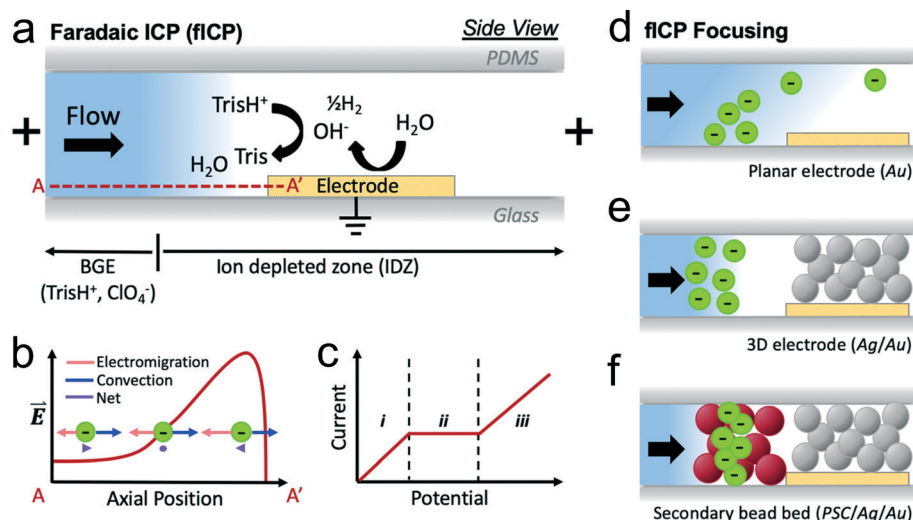 a
Faradaic ICP (fICP)
Side View
PDMS
+
Flow
TrisH⁺
½H₂
OH⁻
H₂O
H₂O
Tris
+
A
A'
Electrode
Glass
BGE
(TrisH⁺, ClO₄⁻)
Ion depleted zone (IDZ)
b
Electromigration
Convection
Net
E
- - -
A
Axial Position
A'
c
Current
i
ii
iii
Potential
d
fICP Focusing
- - - - - -
Planar electrode (Au)
e
- - - - - -
3D electrode (Ag/Au)
f
- - - - - -
Secondary bead bed (PSC/Ag/Au)